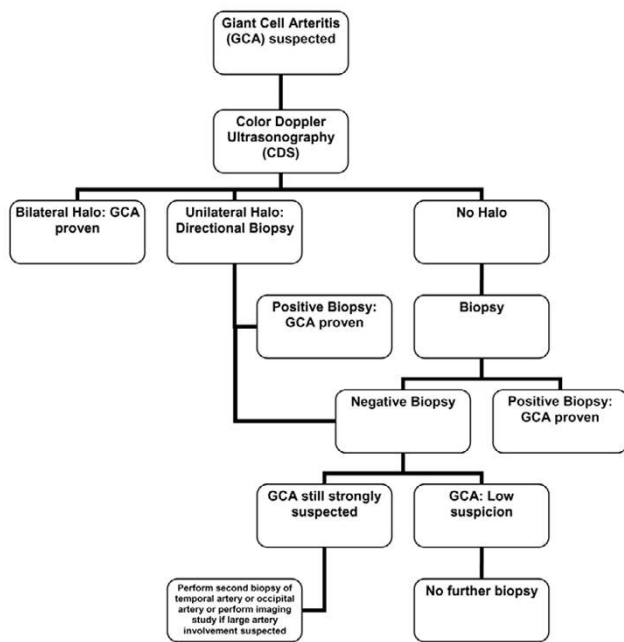 Giant Cell Arteritis
(GCA) suspected
Color Doppler
Ultrasonography
(CDS)
Bilateral Halo: GCA
proven
Unilateral Halo:
Directional Biopsy
No Halo
Positive Biopsy:
GCA proven
Biopsy
Negative Biopsy
Positive Biopsy:
GCA proven
GCA still strongly
suspected
GCA: Low
suspicion
Perform second biopsy of
temporal artery or occipital
artery or perform imaging
study if large artery
involvement suspected
No further biopsy